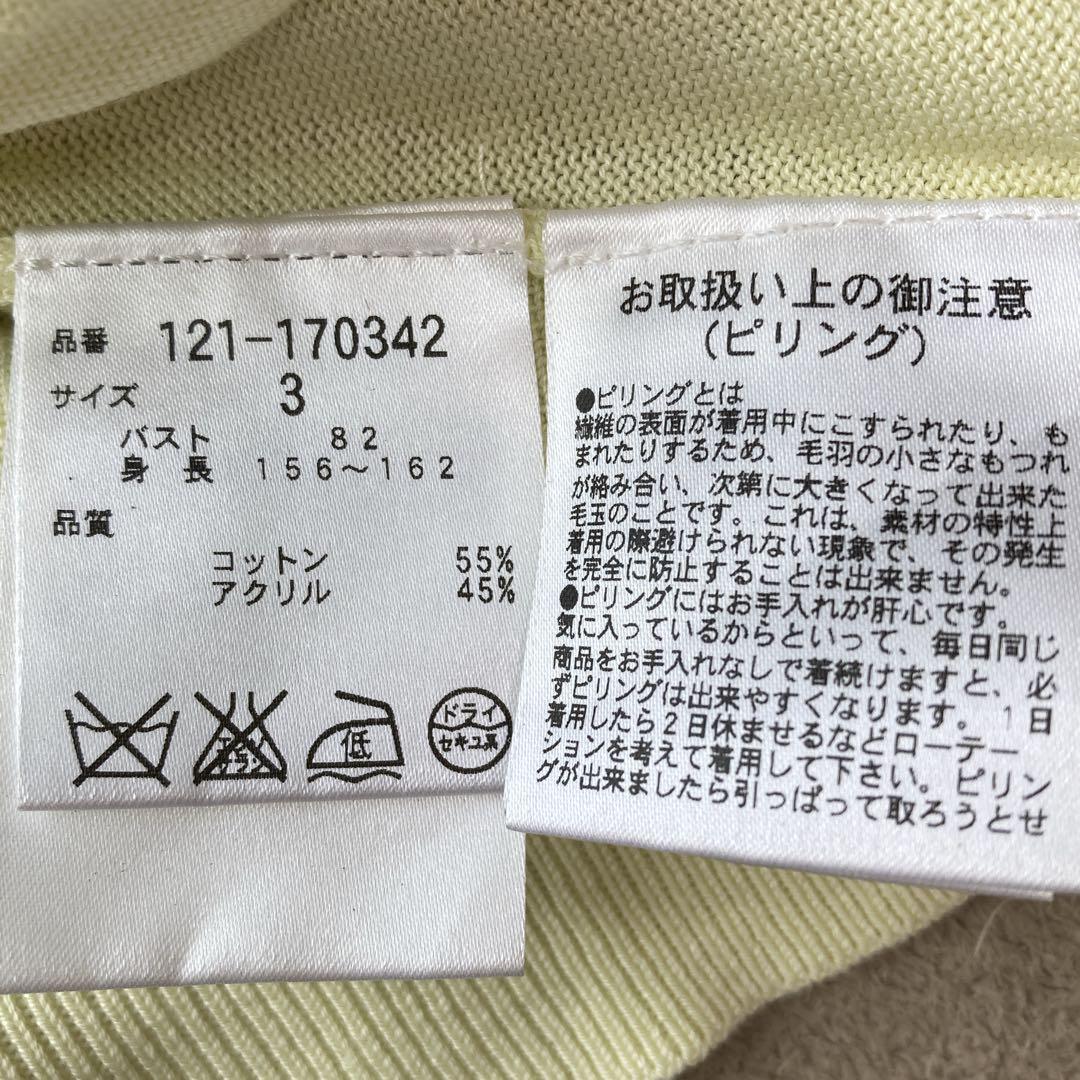 品番 121-170342
サイズ 3
バスト 82
身長 156～162
品質
コットン 55%
アクリル 45%
エンソ
サラシ
低
ドライ
セキユ系
お取扱い上の御注意
(ピリング)
●ピリングとは
繊維の表面が着用中にこすられたり、も
まれたりするため、毛羽の小さなもつれ
が絡み合い、次第に大きくなって出来た
毛玉のことです。これは、素材の特性上
着用の際避けられない現象で、その発生
を完全に防止することは出来ません。
●ピリングにはお手入れが肝心です。
気に入っているからといって、毎日同じ
商品をお手入れなしで着続けますと、必
ずピリングは出来やすくなります。1日
着用したら2日休ませるなどローテー
ションを考えて着用して下さい。ピリン
グが出来ましたら引っぱって取ろうとせ